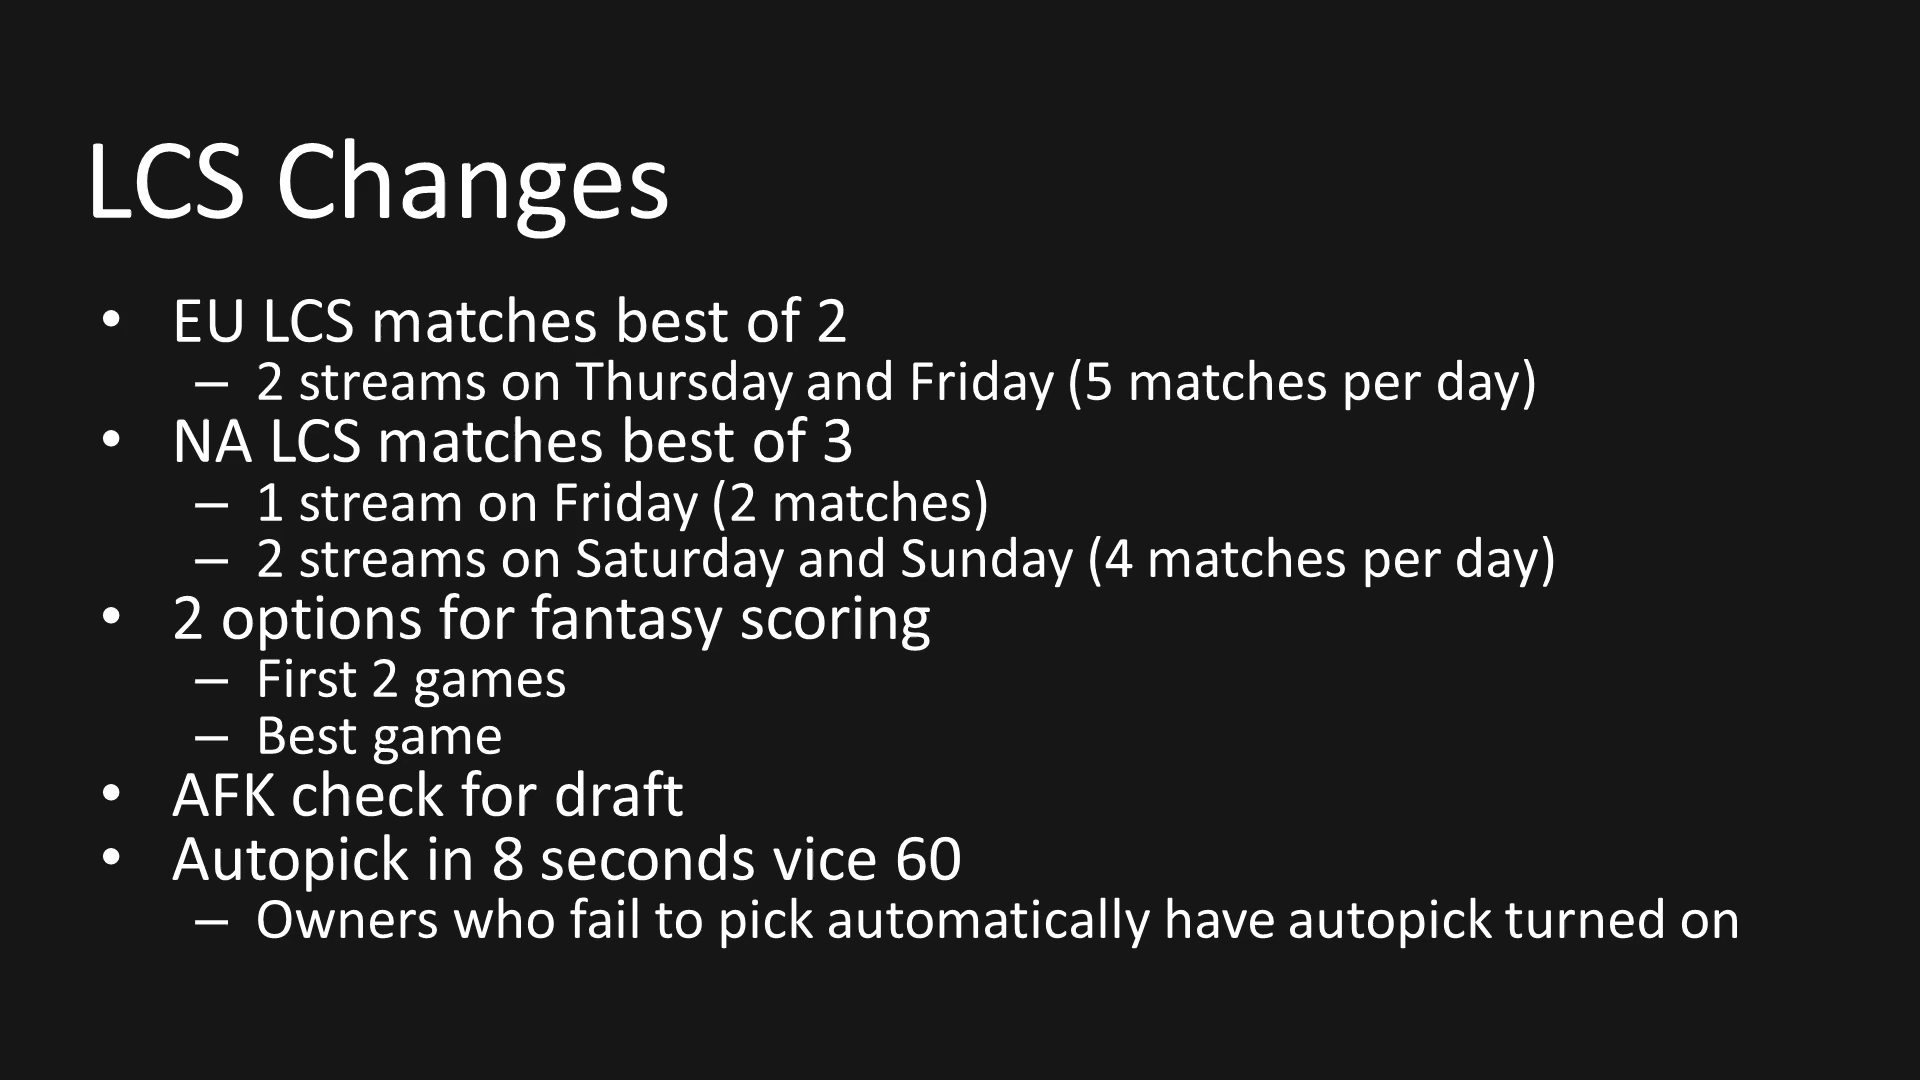 LCS Changes
• EU LCS matches best of 2
– 2 streams on Thursday and Friday (5 matches per day)
• NA LCS matches best of 3
– 1 stream on Friday (2 matches)
– 2 streams on Saturday and Sunday (4 matches per day)
• 2 options for fantasy scoring
– First 2 games
– Best game
• AFK check for draft
• Autopick in 8 seconds vice 60
– Owners who fail to pick automatically have autopick turned on